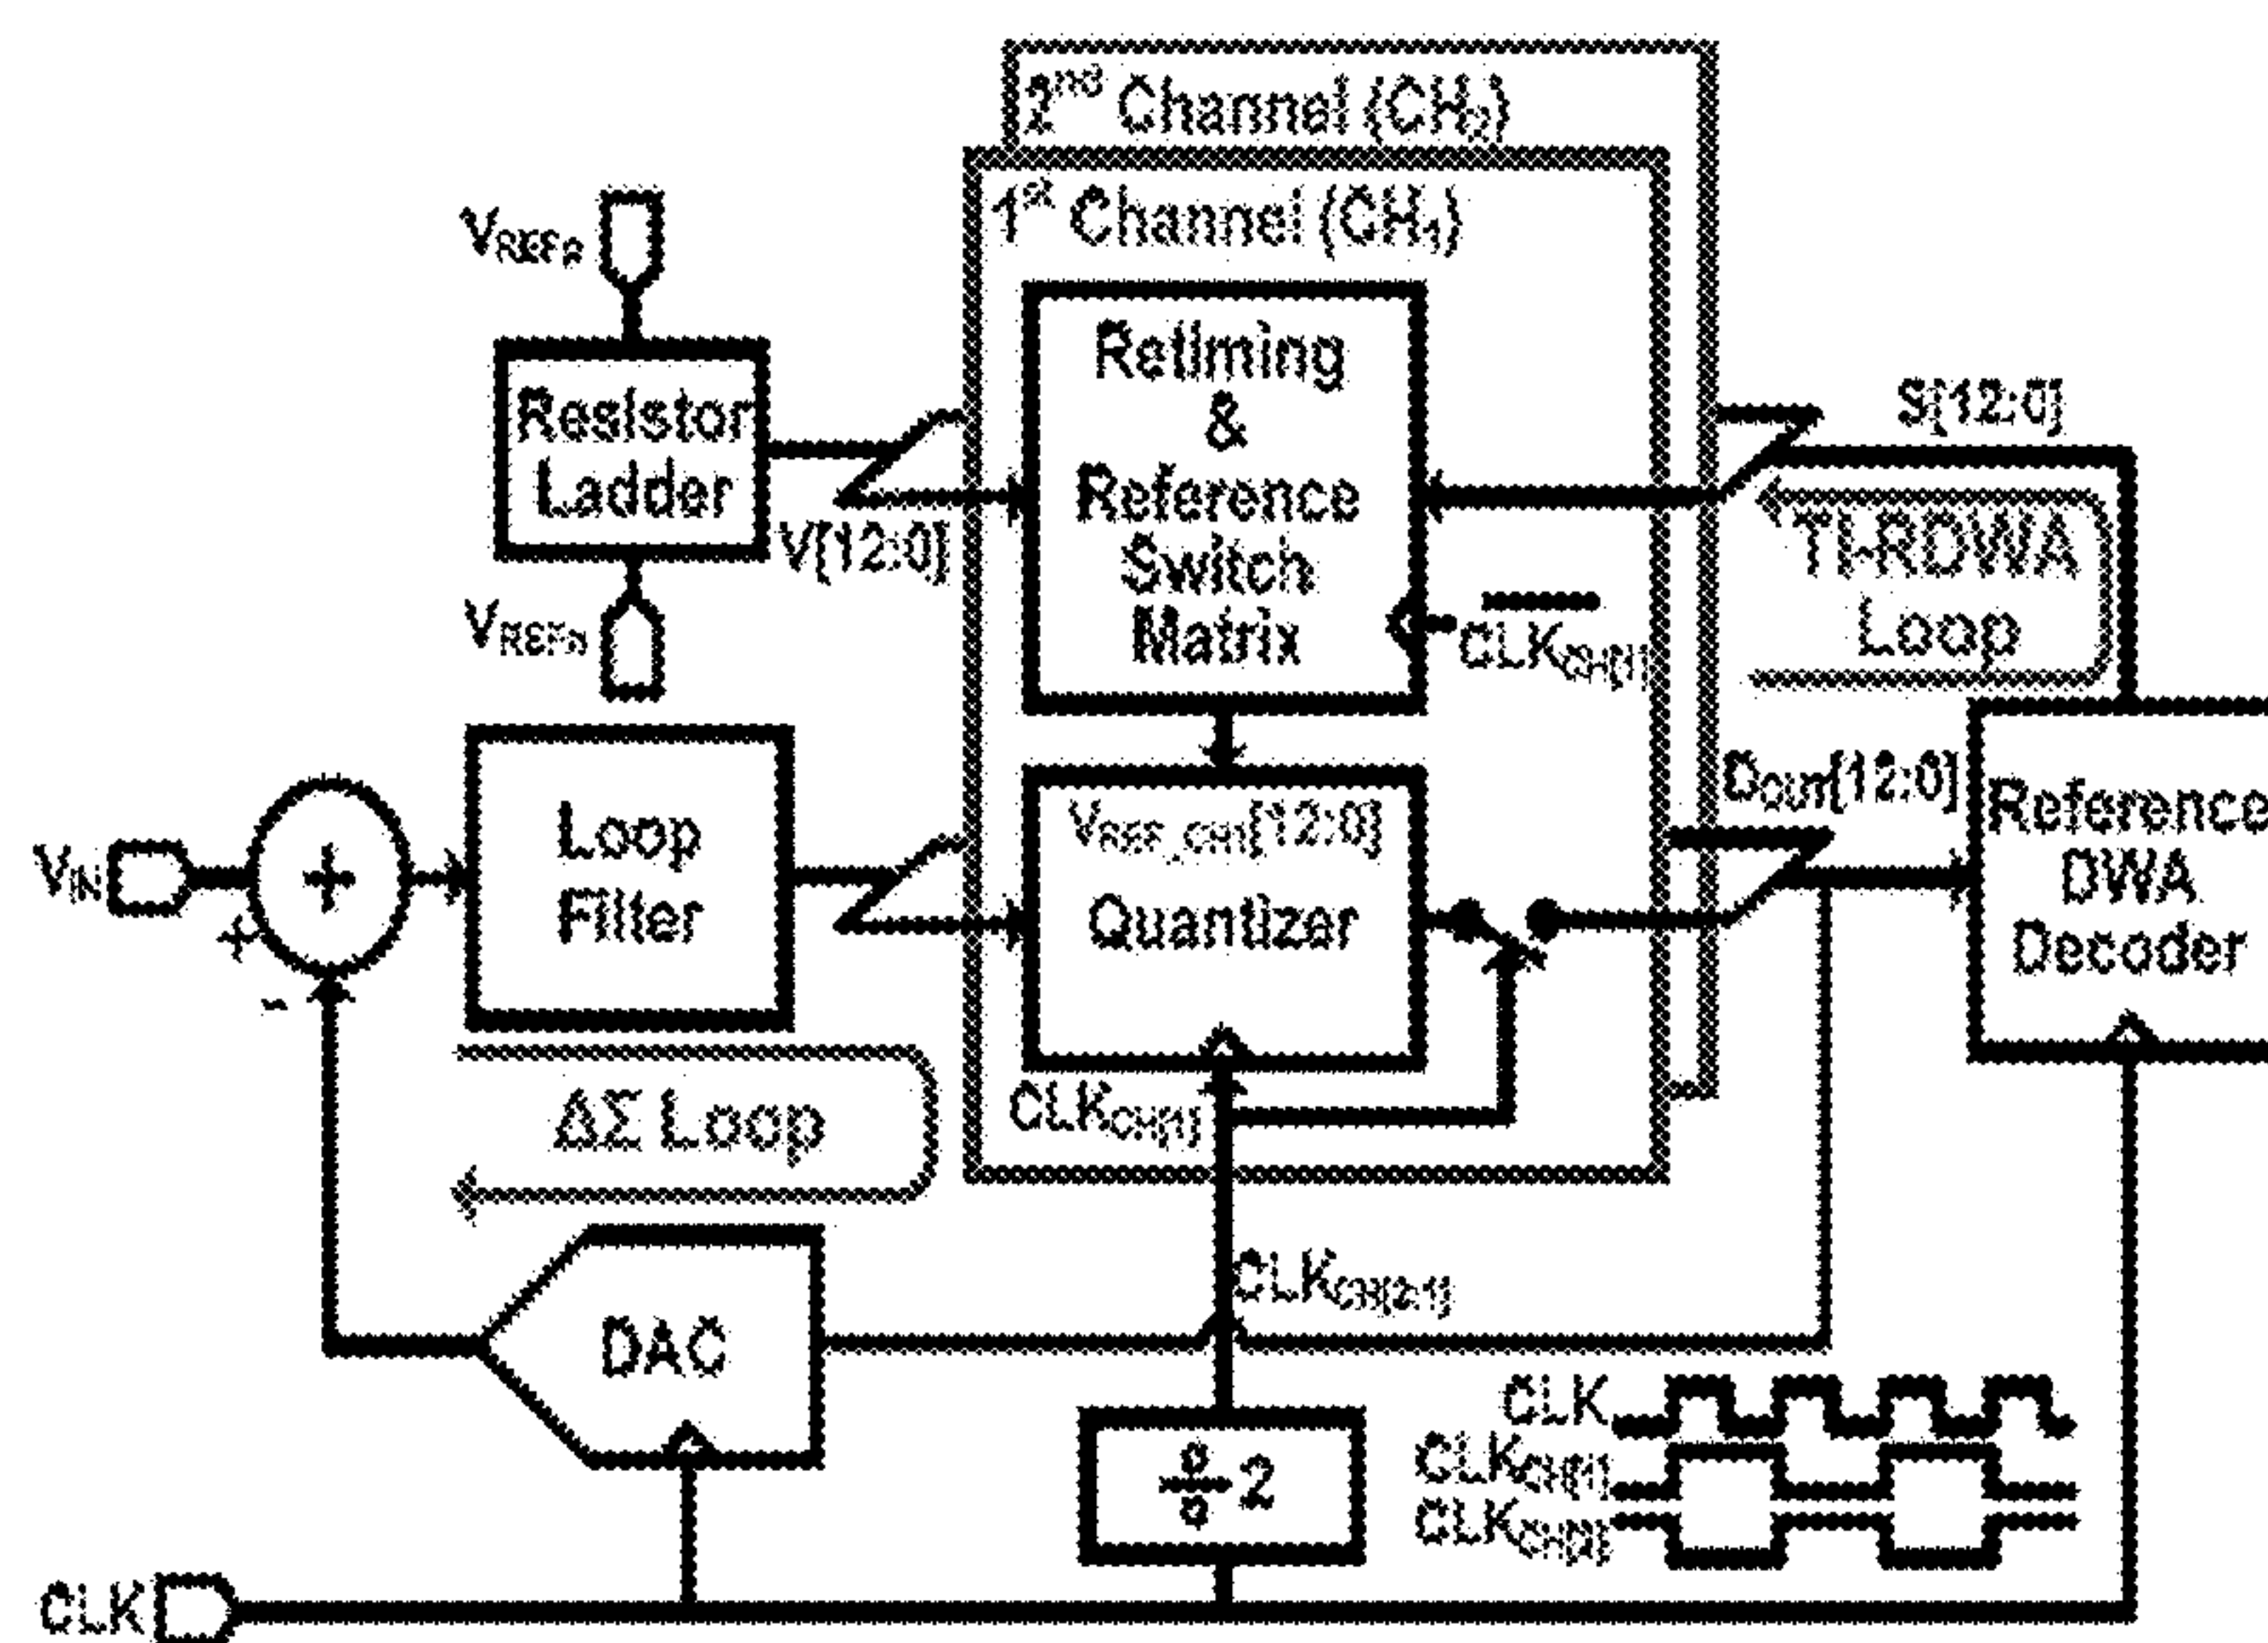 2nd Channel (CH2)
1st Channel (CH1)
VREFp
Resistor
Ladder
V[12:0]
VREFn
Retiming
&
Reference
Switch
Matrix
CLKCH[1]
S[12:0]
TI-RDWA
Loop
VIN
+
+
-
Loop
Filter
VREF_CH1[12:0]
Quantizer
DOUT[12:0]
Reference
DWA
Decoder
CLKCH[1]
ΔΣ Loop
CLKCH[2:1]
DAC
÷2
CLK
CLKCH[1]
CLKCH[2]
CLK